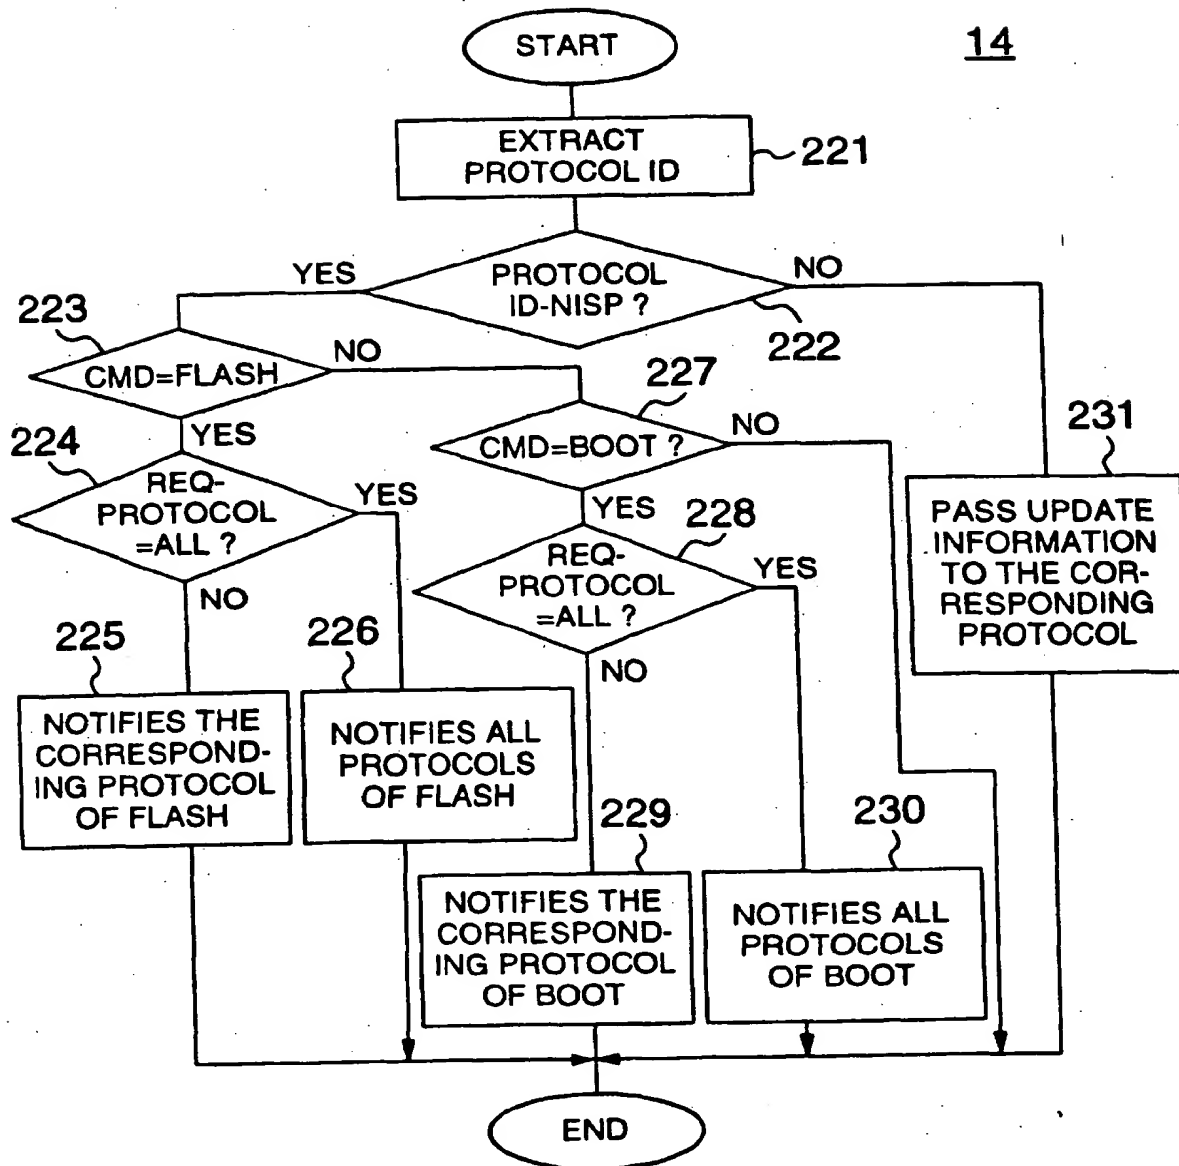 START
14
EXTRACT
PROTOCOL ID
221
YES
PROTOCOL
ID-NISP ?
NO
222
223
CMD=FLASH
NO
YES
227
CMD=BOOT ?
NO
YES
224
REQ-
PROTOCOL
=ALL ?
YES
NO
228
REQ-
PROTOCOL
=ALL ?
YES
NO
231
PASS UPDATE
INFORMATION
TO THE COR-
RESPONDING
PROTOCOL
225
NOTIFIES THE
CORRESPOND-
ING PROTOCOL
OF FLASH
226
NOTIFIES ALL
PROTOCOLS
OF FLASH
229
NOTIFIES THE
CORRESPOND-
ING PROTOCOL
OF BOOT
230
NOTIFIES ALL
PROTOCOLS
OF BOOT
END